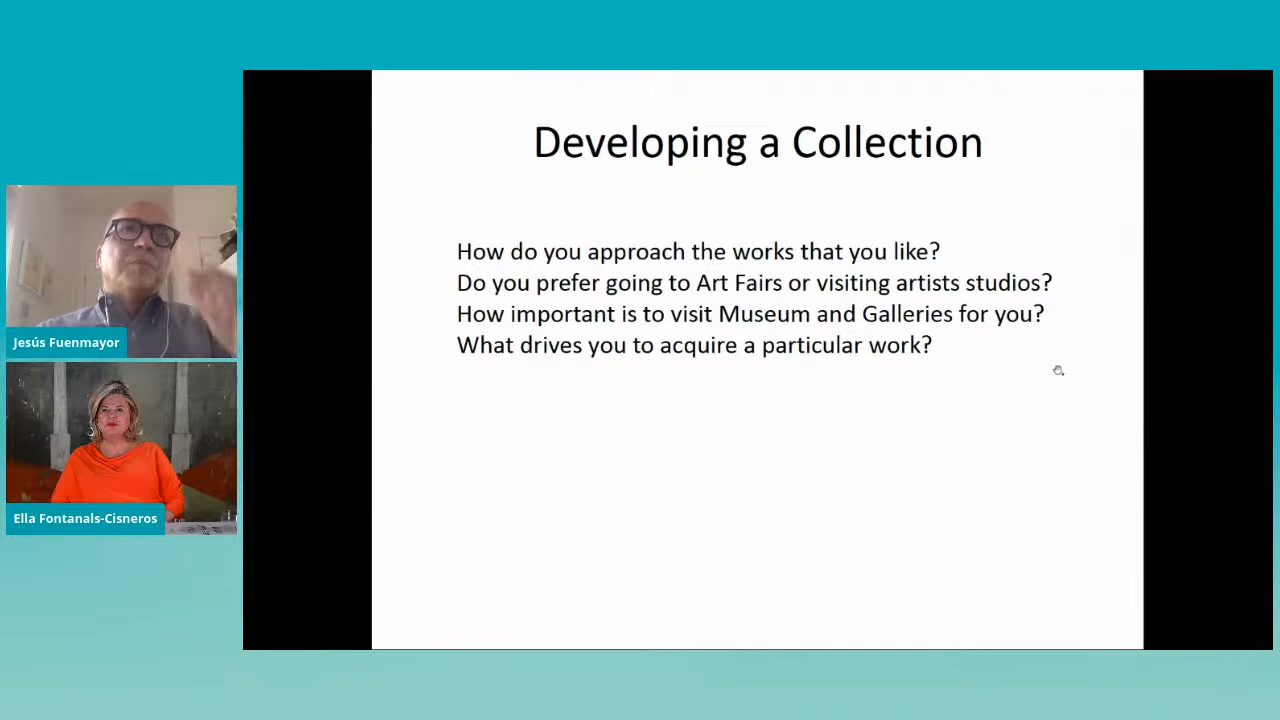 Developing a Collection
How do you approach the works that you like?
Do you prefer going to Art Fairs or visiting artists studios?
How important is to visit Museum and Galleries for you?
What drives you to acquire a particular work?
Jesús Fuenmayor
Ella Fontanals-Cisneros